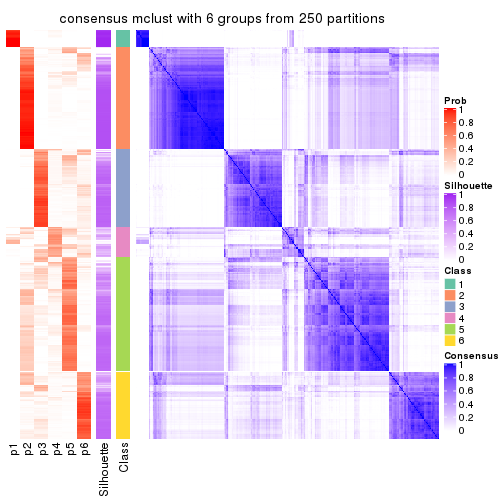 consensus mclust with 6 groups from 250 partitions
Prob
1
0.8
0.6
0.4
0.2
0
Silhouette
1
0.8
0.6
0.4
0.2
0
Class
1
2
3
4
5
6
Consensus
1
0.8
0.6
0.4
0.2
0
p1
p2
p3
p4
p5
p6
Silhouette
Class